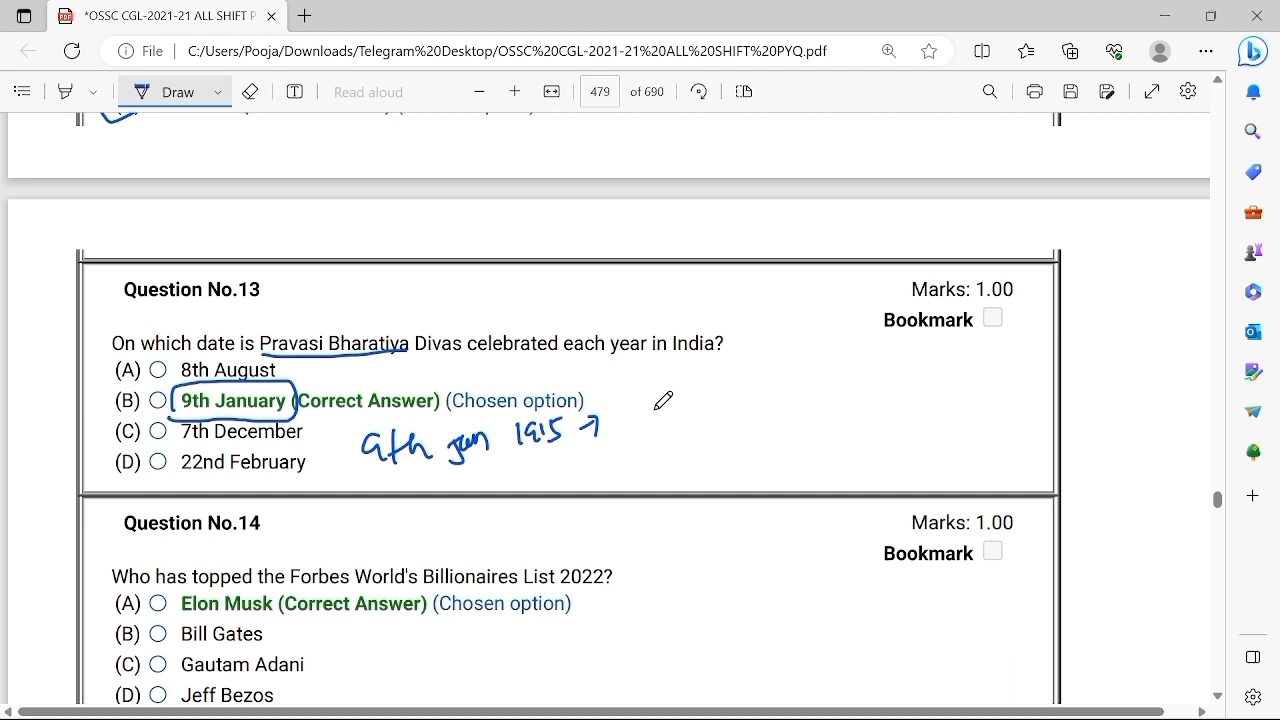 *OSSC CGL-2021-21 ALL SHIFT P
File C:/Users/Pooja/Downloads/Telegram%20Desktop/OSSC%20CGL-2021-21%20ALL%20SHIFT%20PYQ.pdf
Draw Read aloud 479 of 690
Question No.13 Marks: 1.00
Bookmark
On which date is Pravasi Bharatiya Divas celebrated each year in India?
(A) 8th August
(B) 9th January (Correct Answer) (Chosen option)
(C) 7th December
9th Jan 1915 →
(D) 22nd February
Question No.14 Marks: 1.00
Bookmark
Who has topped the Forbes World's Billionaires List 2022?
(A) Elon Musk (Correct Answer) (Chosen option)
(B) Bill Gates
(C) Gautam Adani
(D) Jeff Bezos